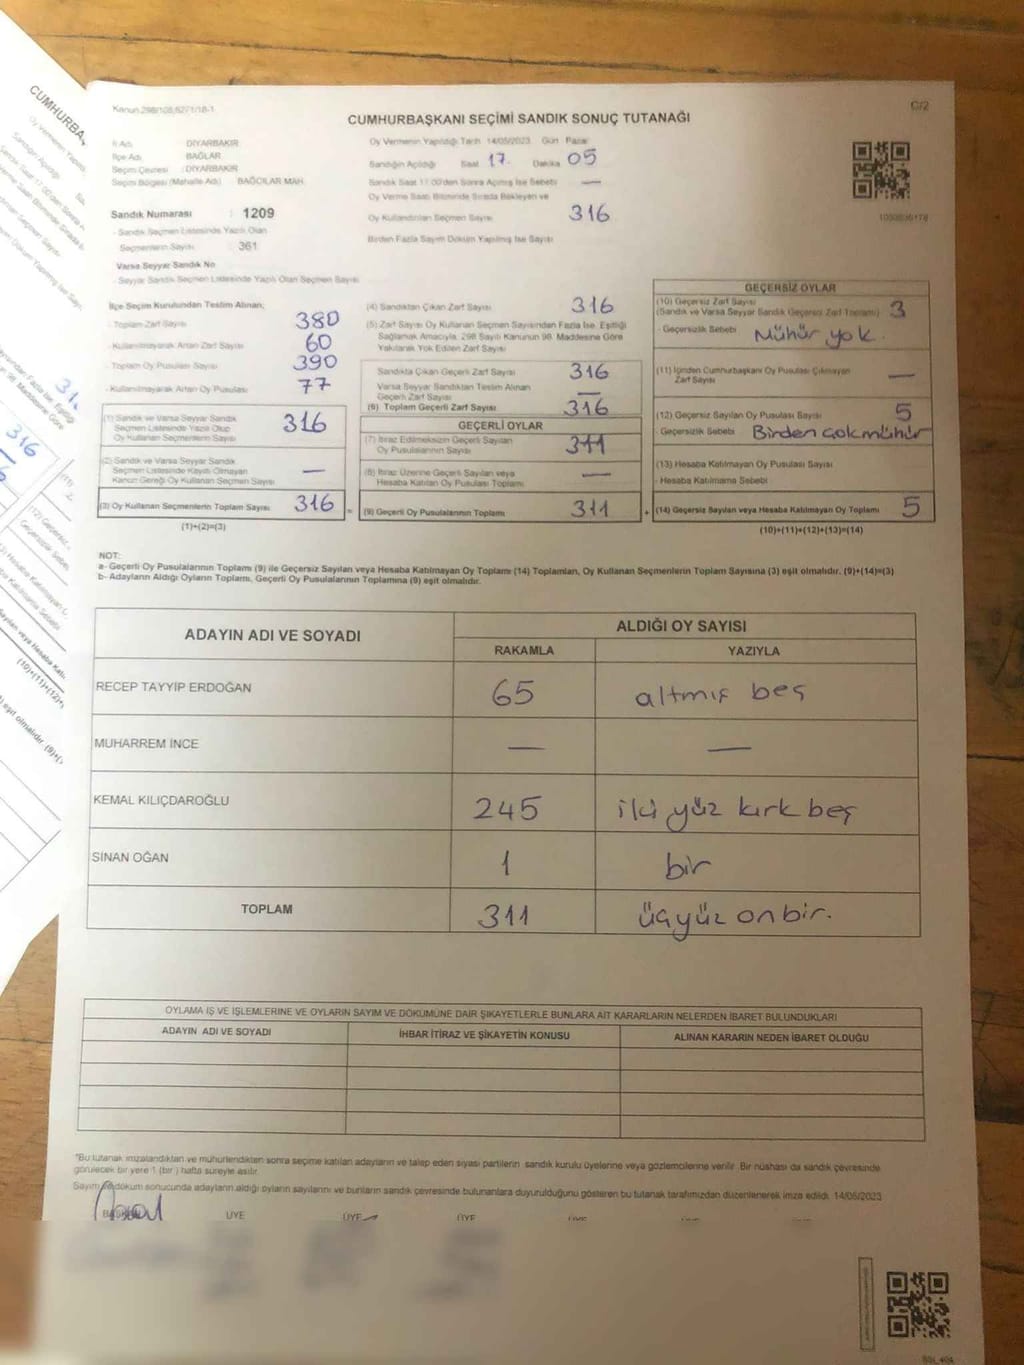 Kanun 298/105,6271/18-1
C/2
CUMHURBAŞKANI SEÇİMİ SANDIK SONUÇ TUTANAĞI
İl Adı DİYARBAKIR
İlçe Adı BAĞLAR
Seçim Çevresi : DİYARBAKIR
Seçim Bölgesi (Mahalle Adı) BAĞCILAR MAH.
Sandık Numarası : 1209
- Sandık Seçmen Listesinde Yazılı Olan
Seçmenlerin Sayısı : 361
Varsa Seyyar Sandık No
- Seyyar Sandık Seçmen Listesinde Yazılı Olan Seçmen Sayısı
Oy Vermenin Yapıldığı Tarih 14/05/2023 Gün Pazar
Sandığın Açıldığı Saat 17. Dakika 05
Sandık Saat 17:00'den Sonra Açılmış İse Sebebi —
Oy Verme Saati Bitiminde Sırada Bekleyen ve
Oy Kullandırılan Seçmen Sayısı 316
Birden Fazla Sayım Döküm Yapılmış İse Sayısı
İlçe Seçim Kurulundan Teslim Alınan;
- Toplam Zarf Sayısı 380
- Kullanılmayarak Artan Zarf Sayısı 60
- Toplam Oy Pusulası Sayısı 390
- Kullanılmayarak Artan Oy Pusulası 77
(1) Sandık ve Varsa Seyyar Sandık
Seçmen Listesinde Yazılı Olup
Oy Kullanan Seçmenlerin Sayısı 316
(2) Sandık ve Varsa Seyyar Sandık
Seçmen Listesinde Kayıtlı Olmayan
Kanun Gereği Oy Kullanan Seçmen Sayısı —
(3) Oy Kullanan Seçmenlerin Toplam Sayısı 316 =
(1)+(2)=(3)
(4) Sandıktan Çıkan Zarf Sayısı 316
(5) Zarf Sayısı Oy Kullanan Seçmen Sayısından Fazla İse, Eşitliği
Sağlamak Amacıyla, 298 Sayılı Kanunun 98. Maddesine Göre
Yakılarak Yok Edilen Zarf Sayısı
Sandıkta Çıkan Geçerli Zarf Sayısı 316
Varsa Seyyar Sandıktan Teslim Alınan
Geçerli Zarf Sayısı —
(6) Toplam Geçerli Zarf Sayısı 316
GEÇERLİ OYLAR
(7) İtiraz Edilmeksizin Geçerli Sayılan
Oy Pusulalarının Sayısı 311
(8) İtiraz Üzerine Geçerli Sayılan veya
Hesaba Katılan Oy Pusulası Toplamı —
(9) Geçerli Oy Pusulalarının Toplamı 311 +
GEÇERSİZ OYLAR
(10) Geçersiz Zarf Sayısı
(Sandık ve Varsa Seyyar Sandık Geçersiz Zarf Toplamı) 3
- Geçersizlik Sebebi Mühür yok.
(11) İçinden Cumhurbaşkanı Oy Pusulası Çıkmayan
Zarf Sayısı —
(12) Geçersiz Sayılan Oy Pusulası Sayısı 5
- Geçersizlik Sebebi Birden çok mühür
(13) Hesaba Katılmayan Oy Pusulası Sayısı
- Hesaba Katılmama Sebebi
(14) Geçersiz Sayılan veya Hesaba Katılmayan Oy Toplamı 5
(10)+(11)+(12)+(13)=(14)
NOT:
a- Geçerli Oy Pusulalarının Toplamı (9) ile Geçersiz Sayılan veya Hesaba Katılmayan Oy Toplamı (14) Toplamları, Oy Kullanan Seçmenlerin Toplam Sayısına (3) eşit olmalıdır. (9)+(14)=(3)
b- Adayların Aldığı Oyların Toplamı, Geçerli Oy Pusulalarının Toplamına (9) eşit olmalıdır.
ADAYIN ADI VE SOYADI ALDIĞI OY SAYISI
RAKAMLA YAZIYLA
RECEP TAYYİP ERDOĞAN 65 altmış beş
MUHARREM İNCE — —
KEMAL KILIÇDAROĞLU 245 iki yüz kırk beş
SİNAN OĞAN 1 bir
TOPLAM 311 üçyüz onbir.
OYLAMA İŞ VE İŞLEMLERİNE VE OYLARIN SAYIM VE DÖKÜMÜNE DAİR ŞİKAYETLERLE BUNLARA AİT KARARLARIN NELERDEN İBARET BULUNDUKLARI
ADAYIN ADI VE SOYADI İHBAR İTİRAZ VE ŞİKAYETİN KONUSU ALINAN KARARIN NEDEN İBARET OLDUĞU
*Bu tutanak imzalandıktan ve mühürlendikten sonra seçime katılan adayların ve talep eden siyasi partilerin sandık kurulu üyelerine veya gözlemcilerine verilir. Bir nüshası da sandık çevresinde
görülecek bir yere 1 (bir) hafta süreyle asılır.
Sayım ve döküm sonucunda adayların aldığı oyların sayılarını ve bunların sandık çevresinde bulunanlara duyurulduğunu gösteren bu tutanak tarafımızdan düzenlenerek imza edildi. 14/05/2023
BAŞKAN ÜYE ÜYE ÜYE